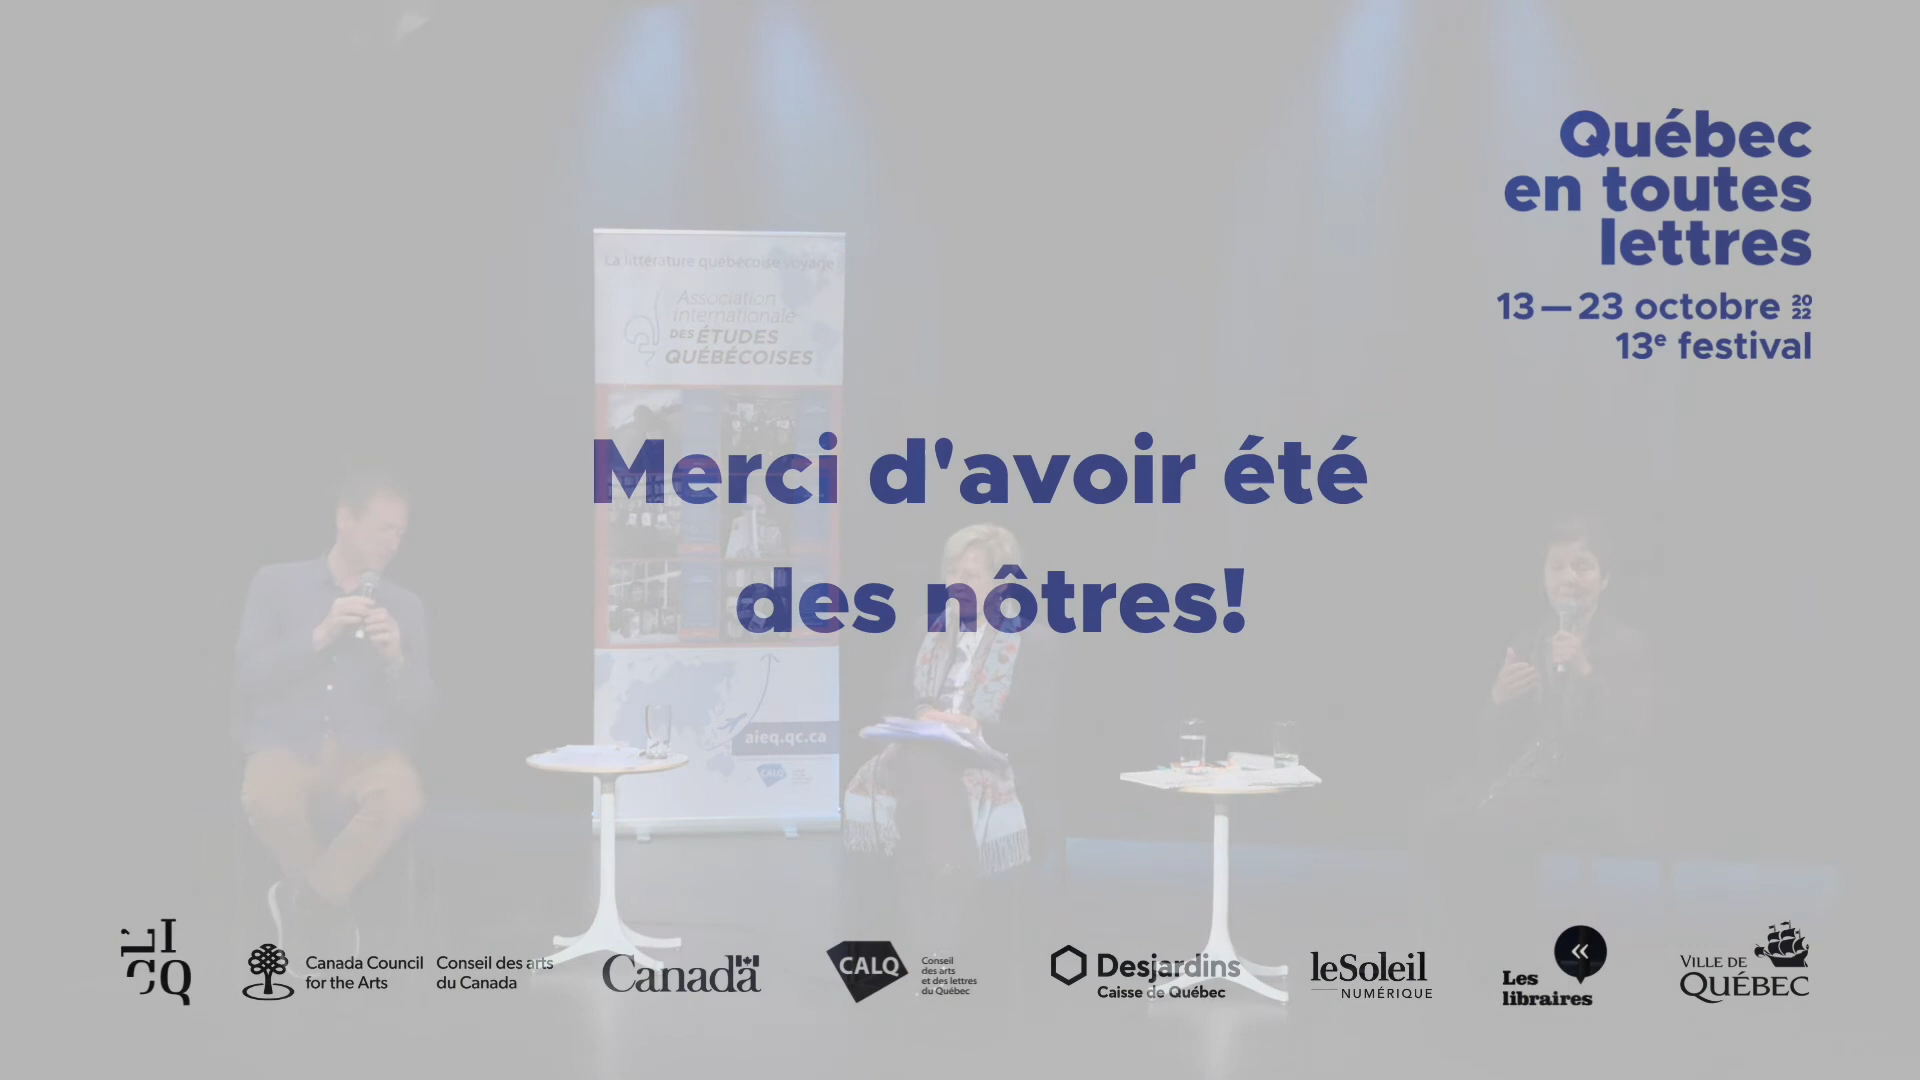 Québec
en toutes
lettres
13—23 octobre 2022
13e festival
La littérature québécoise voyage
Association
internationale
DES ÉTUDES
QUÉBÉCOISES
Merci d'avoir été
des nôtres!
aieq.qc.ca
CALQ
L'ICQ
Canada Council
for the Arts
Conseil des arts
du Canada
Canada
CALQ
Conseil
des arts
et des lettres
du Québec
Desjardins
Caisse de Québec
leSoleil
NUMÉRIQUE
Les
libraires
VILLE DE
QUÉBEC